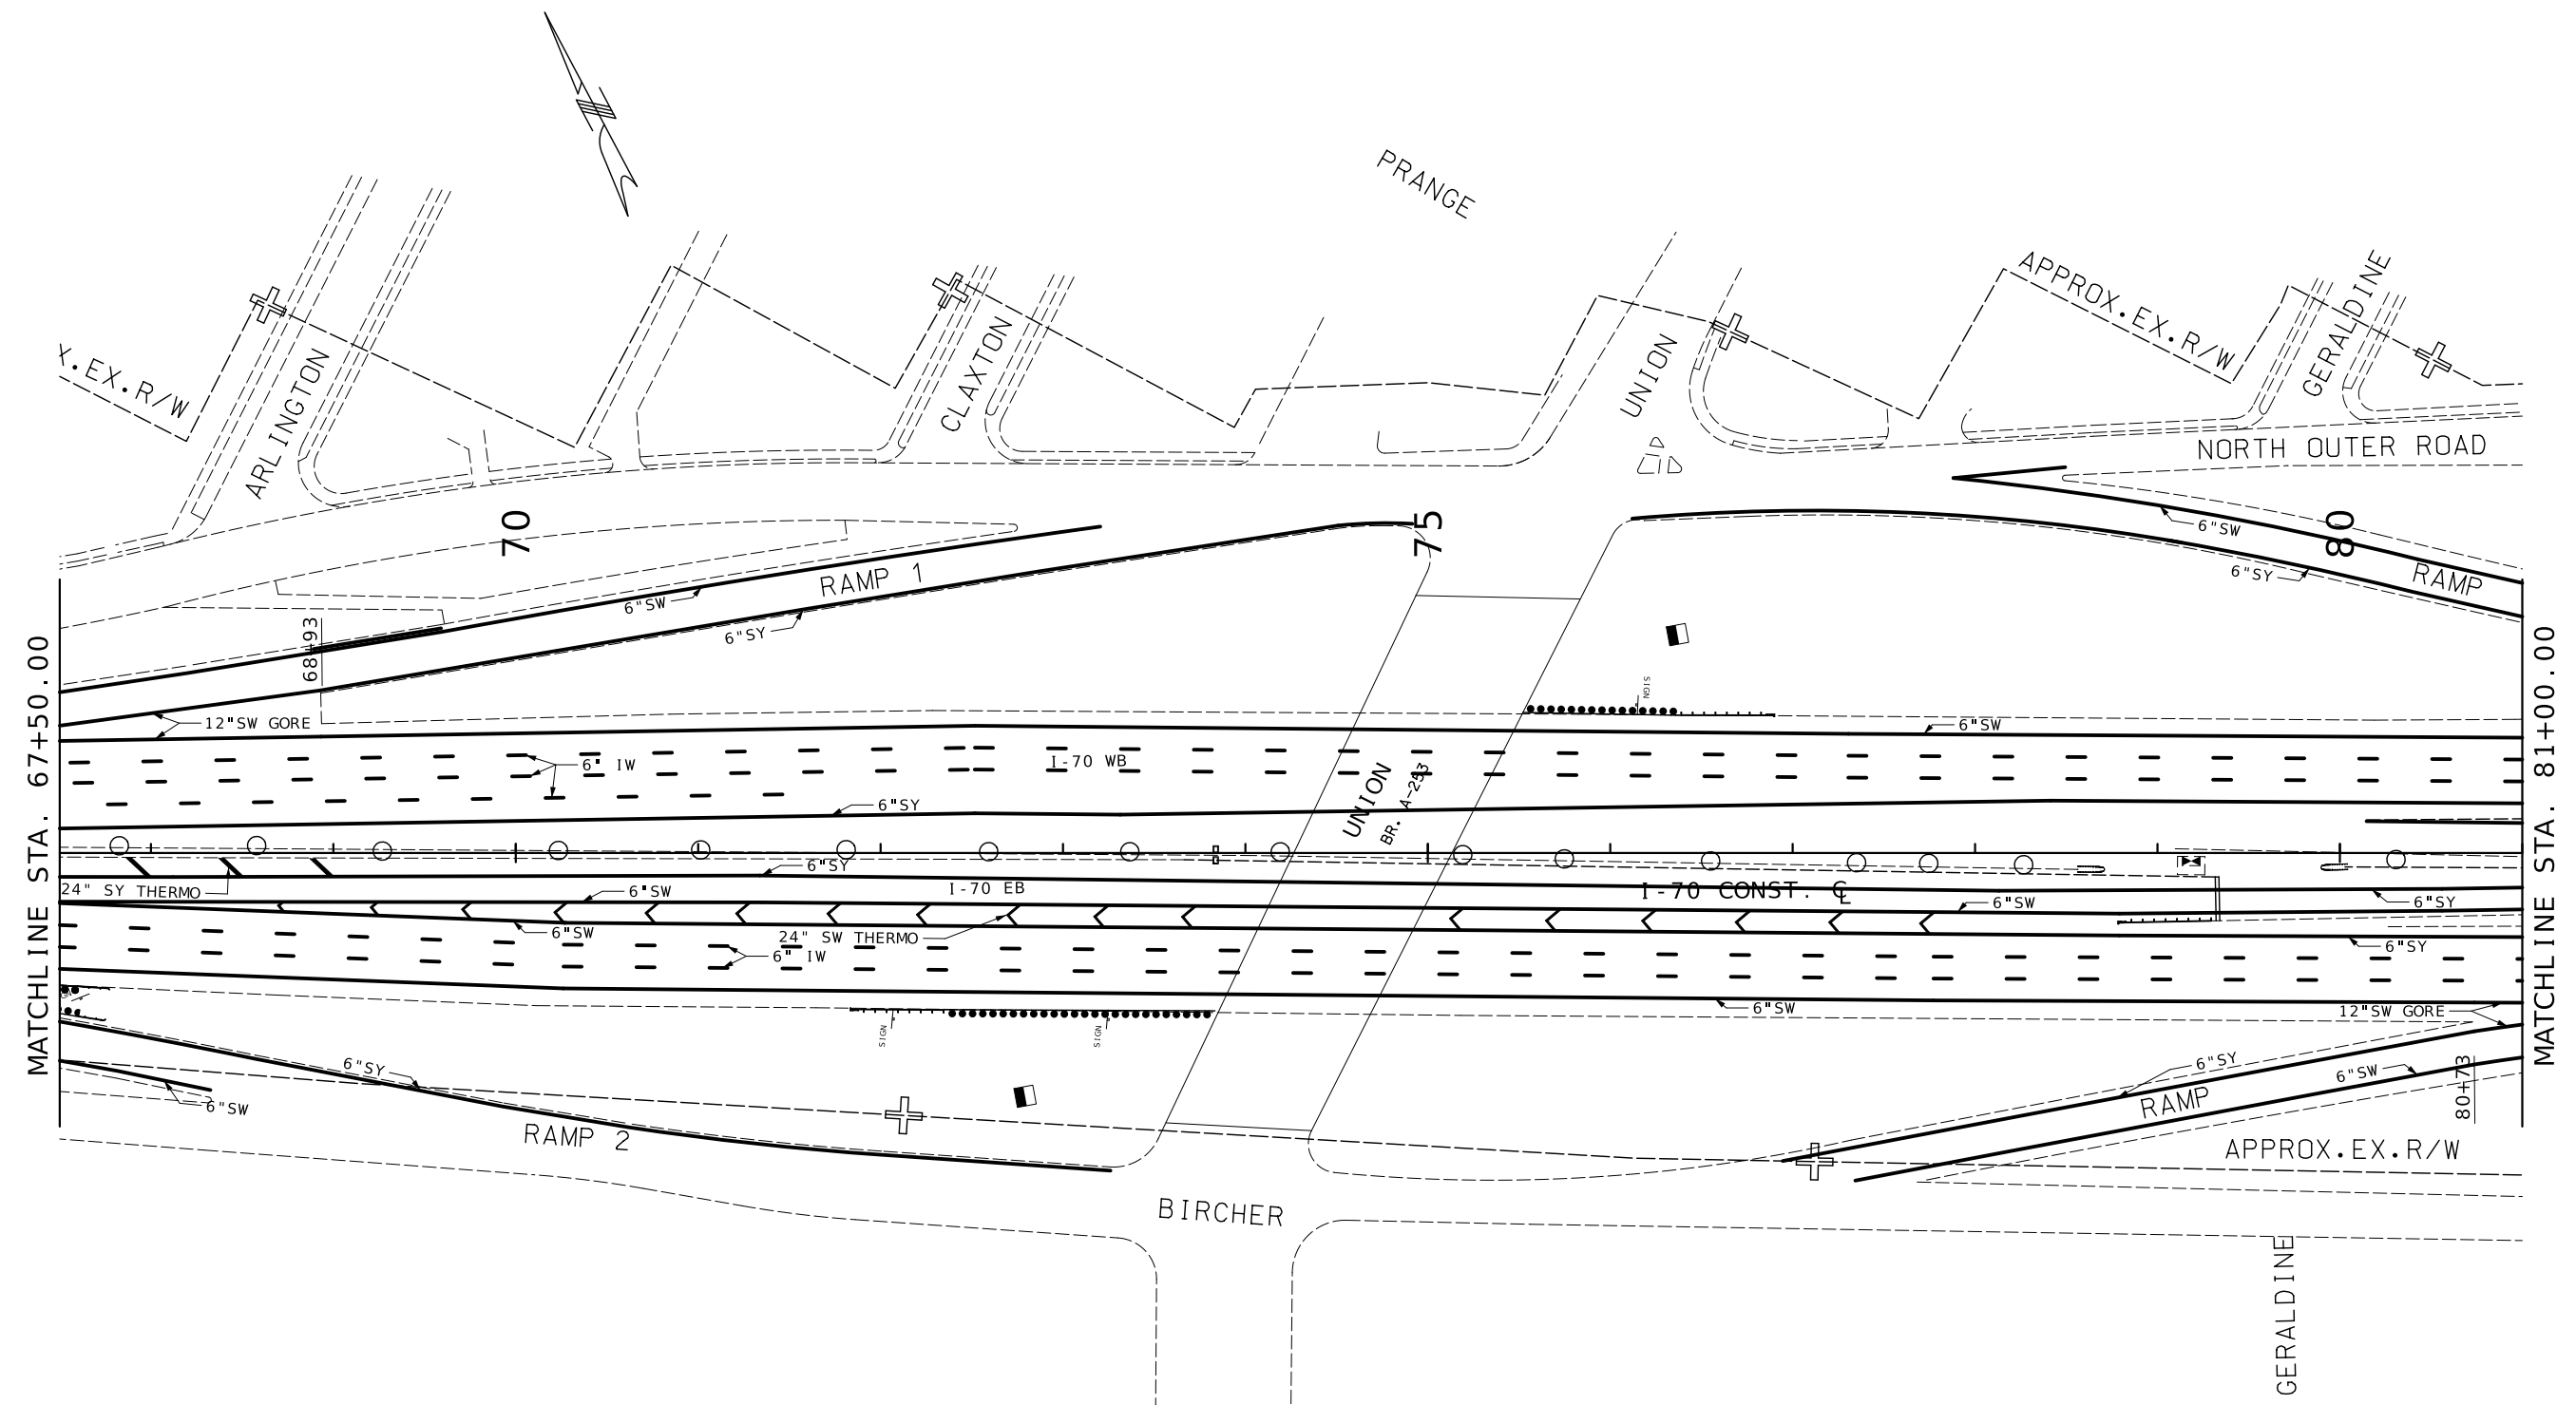 PRANGE
APPROX.EX.R/W
GERALDINE
X.EX.R/W
ARLINGTON
CLAXTON
UNION
NORTH OUTER ROAD
70
75
80
6"SW
6"SY
RAMP
RAMP 1
6"SW
6"SY
68+93
MATCHLINE STA. 67+50.00
MATCHLINE STA. 81+00.00
SIGN
12"SW GORE
6"SW
6" IW
I-70 WB
UNION
BR. A-253
6"SY
6"SY
24" SY THERMO
6"SW
I-70 EB
I-70 CONST. ℄
6"SW
6"SY
6"SW
24" SW THERMO
6" IW
6"SY
6"SW
12"SW GORE
SIGN
SIGN
6"SY
6"SW
6"SY
6"SW
80+73
RAMP
RAMP 2
APPROX.EX.R/W
BIRCHER
GERALDINE